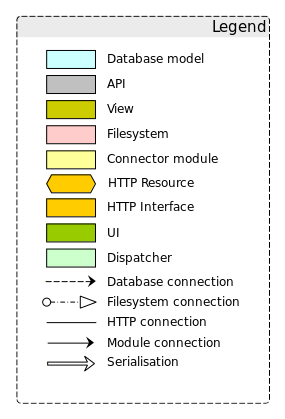 Legend
Database model
API
View
Filesystem
Connector module
HTTP Resource
HTTP Interface
UI
Dispatcher
Database connection
Filesystem connection
HTTP connection
Module connection
Serialisation